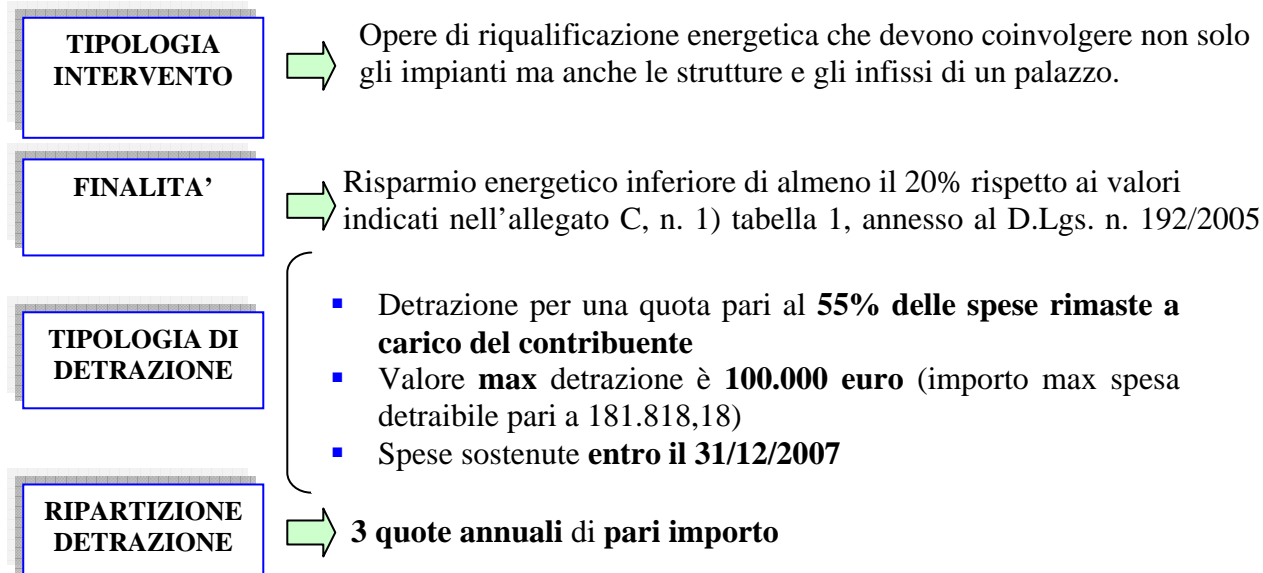 TIPOLOGIA
INTERVENTO
Opere di riqualificazione energetica che devono coinvolgere non solo
gli impianti ma anche le strutture e gli infissi di un palazzo.
FINALITA’
Risparmio energetico inferiore di almeno il 20% rispetto ai valori
indicati nell’allegato C, n. 1) tabella 1, annesso al D.Lgs. n. 192/2005
TIPOLOGIA DI
DETRAZIONE
▪ Detrazione per una quota pari al 55% delle spese rimaste a
carico del contribuente
▪ Valore max detrazione è 100.000 euro (importo max spesa
detraibile pari a 181.818,18)
▪ Spese sostenute entro il 31/12/2007
RIPARTIZIONE
DETRAZIONE
3 quote annuali di pari importo